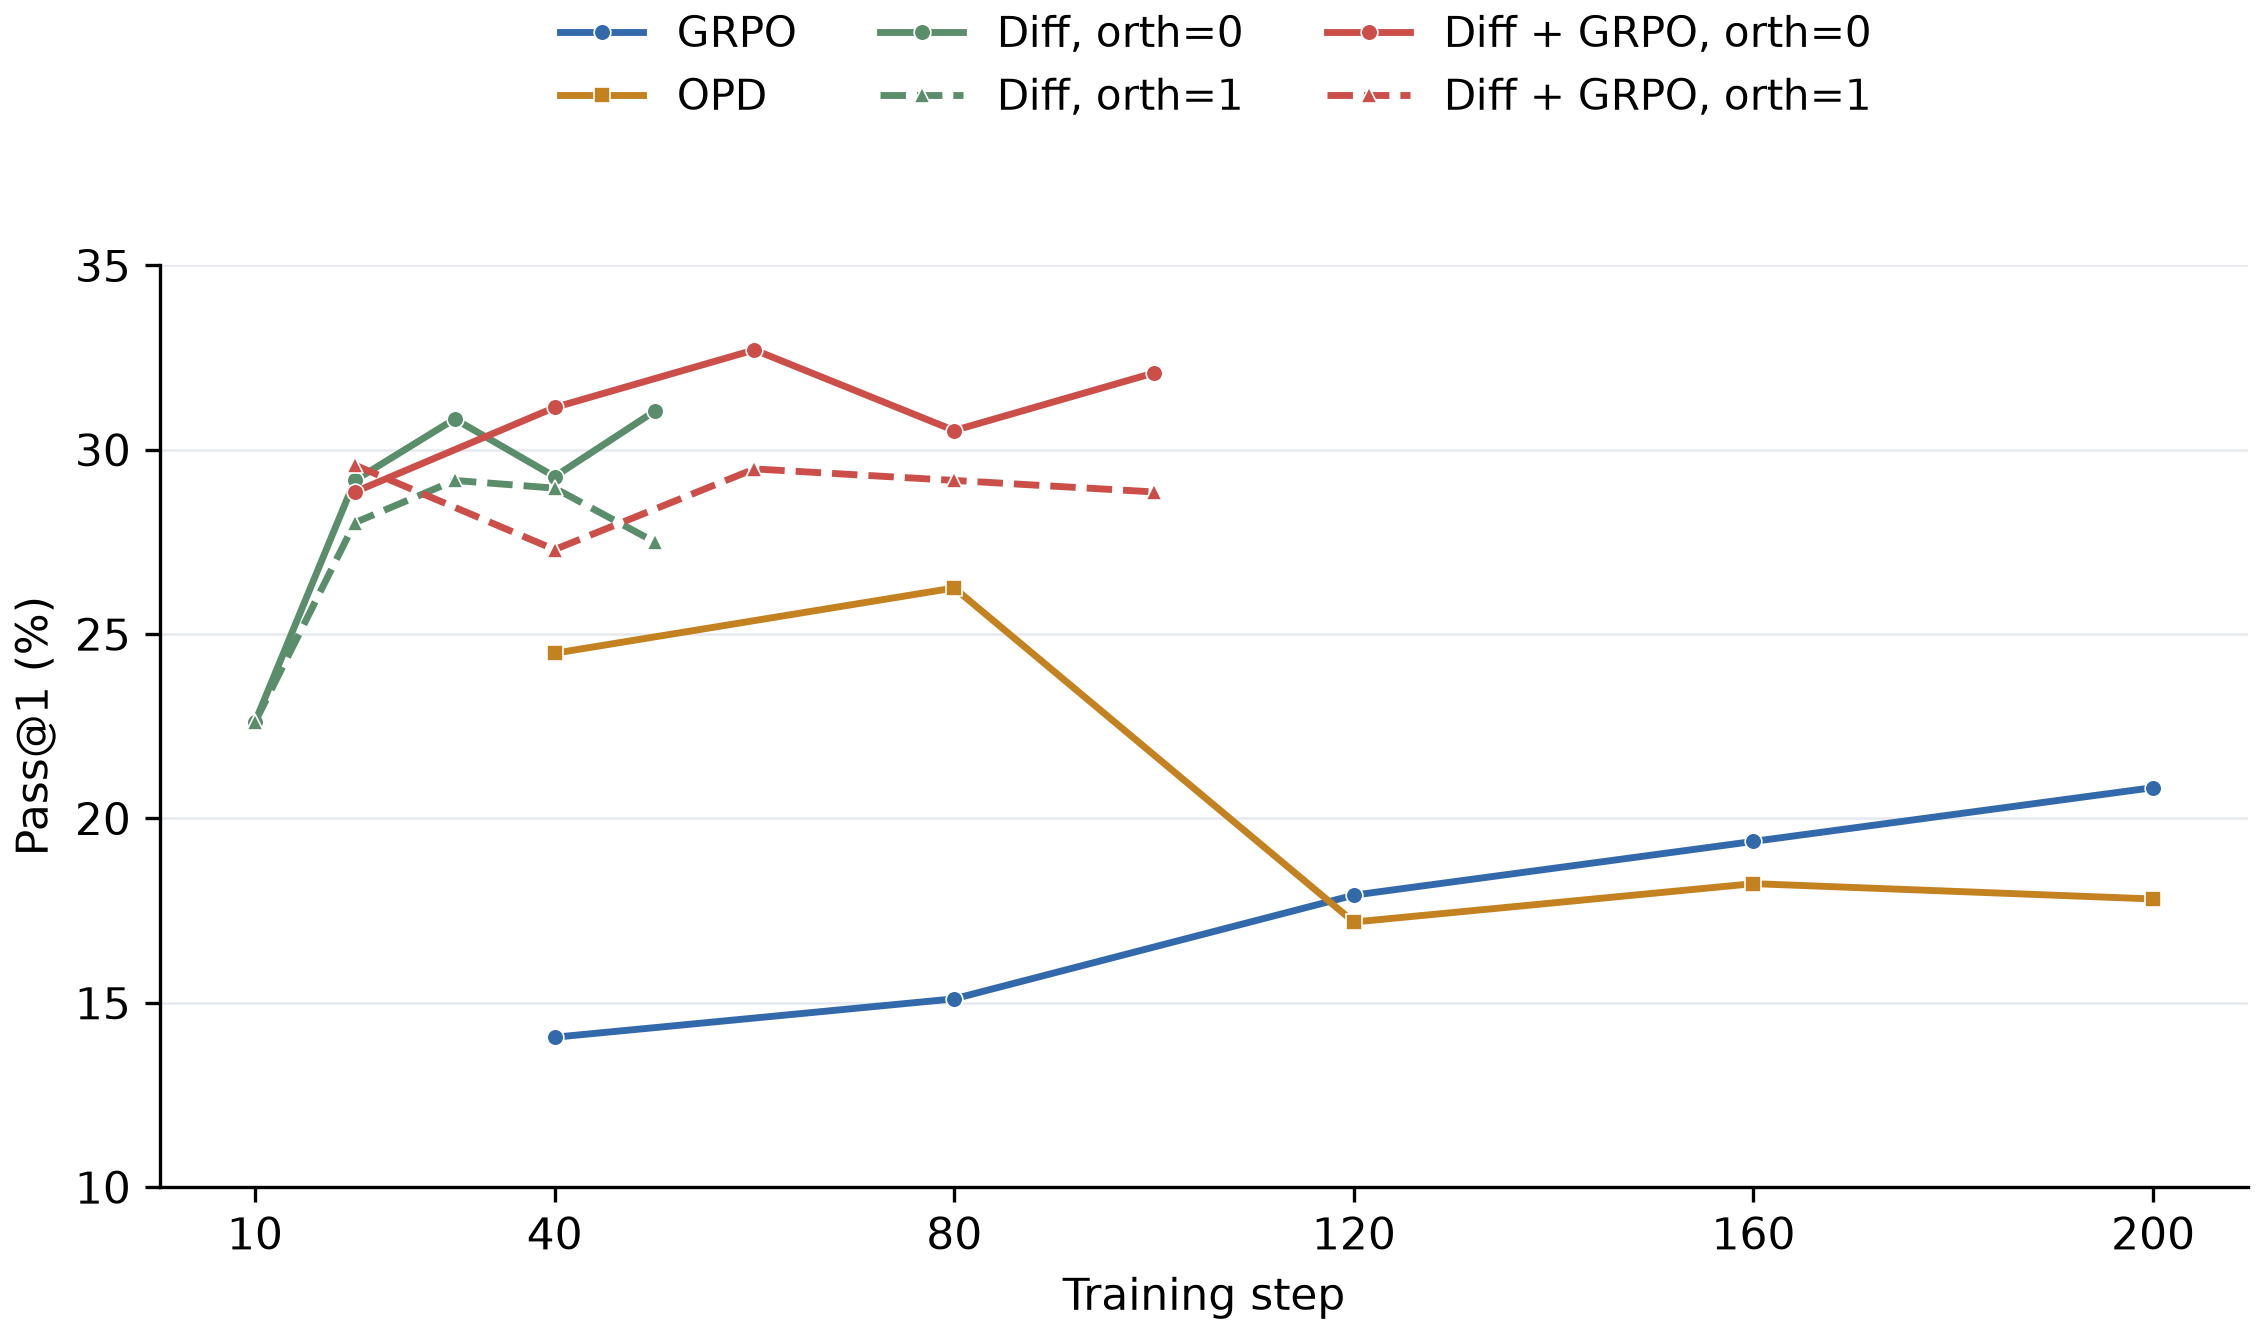 GRPO Diff, orth=0 Diff + GRPO, orth=0
OPD Diff, orth=1 Diff + GRPO, orth=1
35
30
25
20
15
10
Pass@1 (%)
10 40 80 120 160 200
Training step